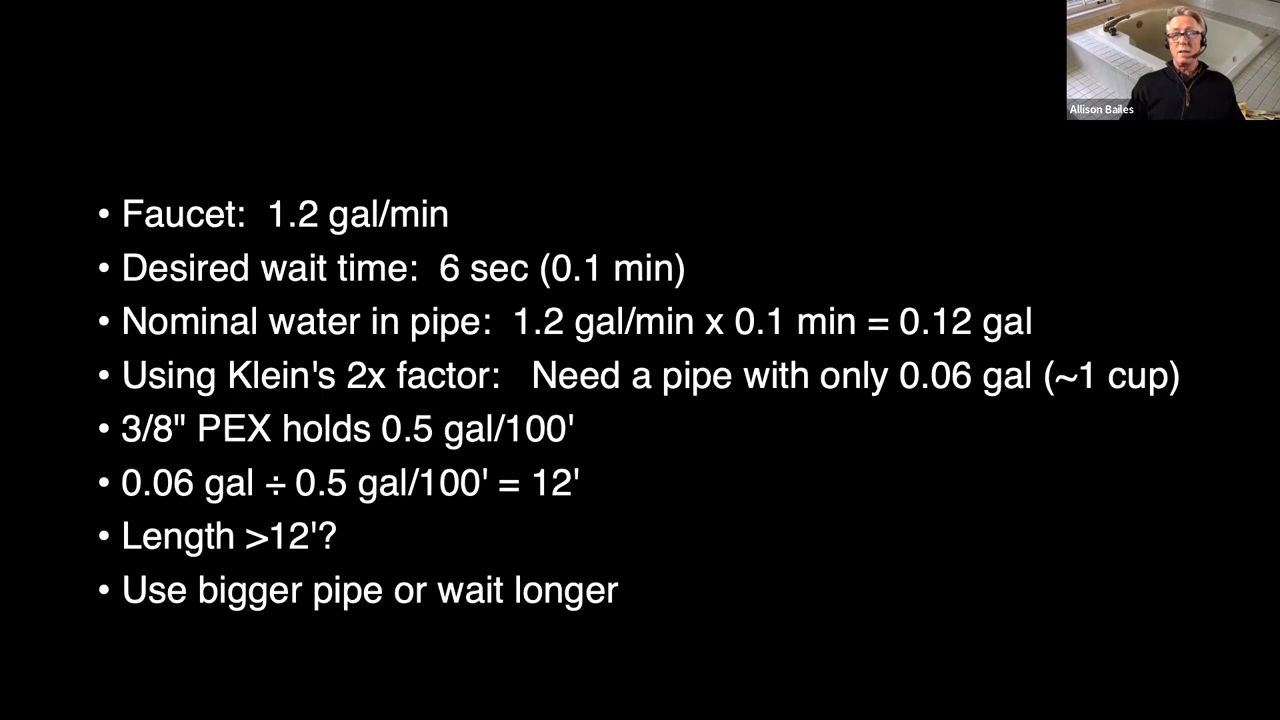 Allison Bailes
• Faucet:  1.2 gal/min
• Desired wait time:  6 sec (0.1 min)
• Nominal water in pipe:  1.2 gal/min x 0.1 min = 0.12 gal
• Using Klein's 2x factor:   Need a pipe with only 0.06 gal (~1 cup)
• 3/8" PEX holds 0.5 gal/100'
• 0.06 gal ÷ 0.5 gal/100' = 12'
• Length >12'?
• Use bigger pipe or wait longer